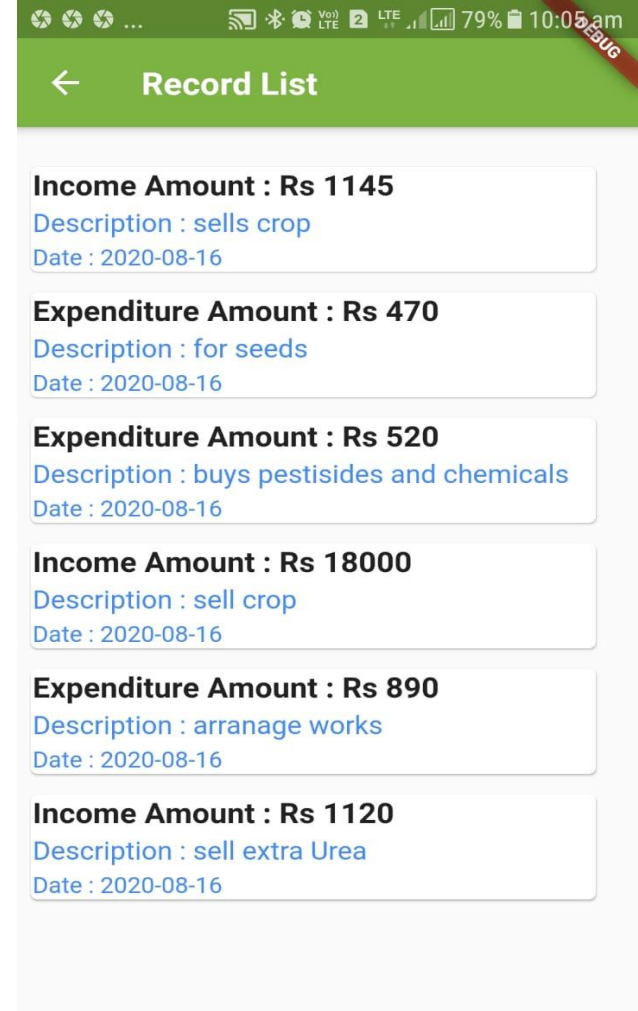 ... Vo)) LTE 2 LTE 79% 10:05 am
DEBUG
Record List
Income Amount : Rs 1145
Description : sells crop
Date : 2020-08-16
Expenditure Amount : Rs 470
Description : for seeds
Date : 2020-08-16
Expenditure Amount : Rs 520
Description : buys pestisides and chemicals
Date : 2020-08-16
Income Amount : Rs 18000
Description : sell crop
Date : 2020-08-16
Expenditure Amount : Rs 890
Description : arranage works
Date : 2020-08-16
Income Amount : Rs 1120
Description : sell extra Urea
Date : 2020-08-16